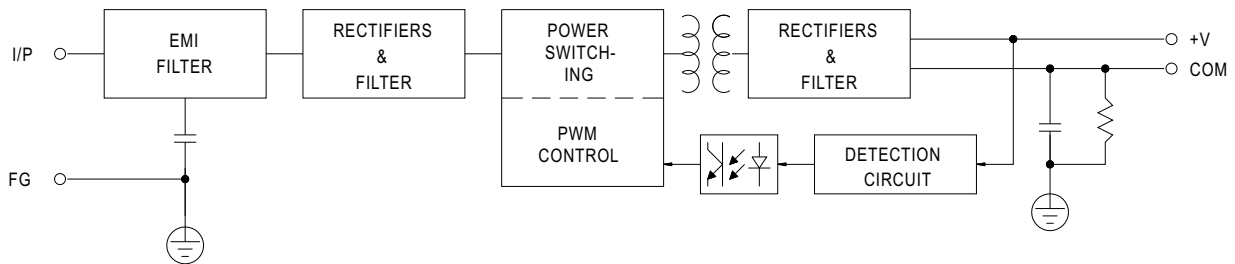 I/P
EMI
FILTER
RECTIFIERS
&
FILTER
POWER
SWITCH-
ING
PWM
CONTROL
RECTIFIERS
&
FILTER
+V
COM
DETECTION
CIRCUIT
FG